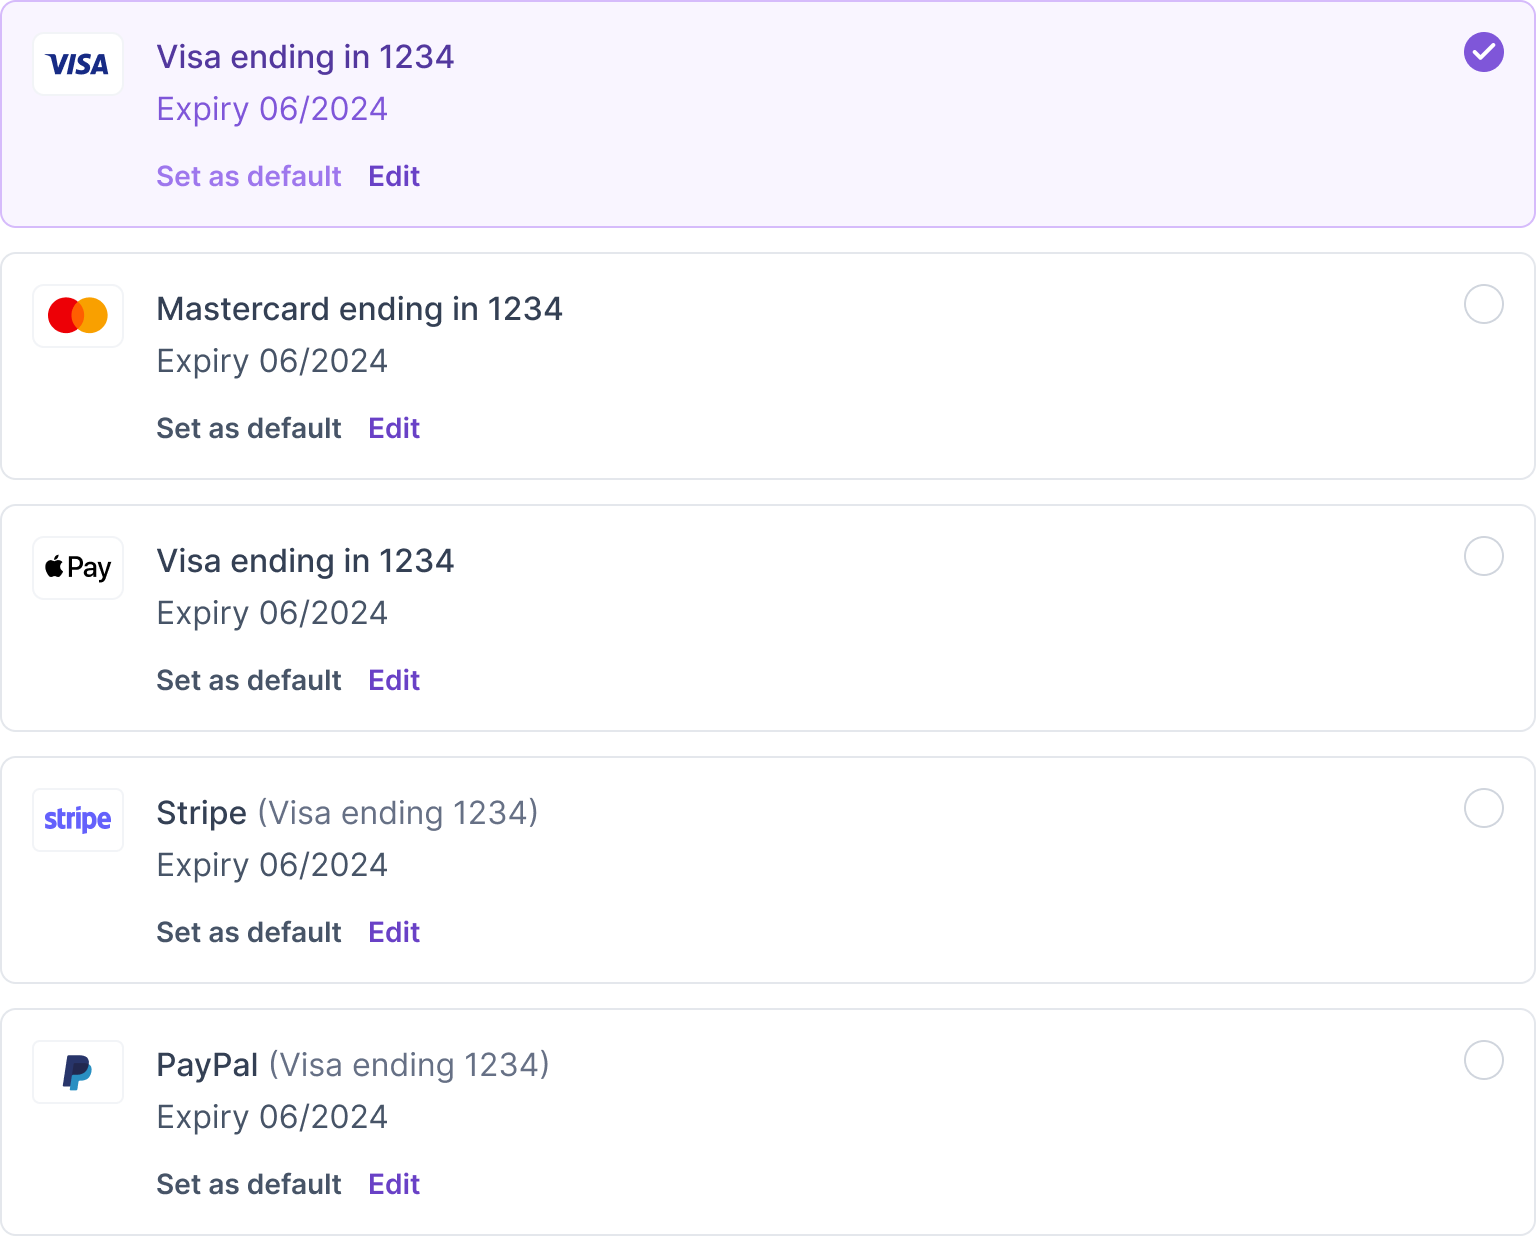 VISA
Visa ending in 1234
Expiry 06/2024
Set as default Edit
Mastercard ending in 1234
Expiry 06/2024
Set as default Edit
Pay
Visa ending in 1234
Expiry 06/2024
Set as default Edit
stripe
Stripe (Visa ending 1234)
Expiry 06/2024
Set as default Edit
PayPal (Visa ending 1234)
Expiry 06/2024
Set as default Edit